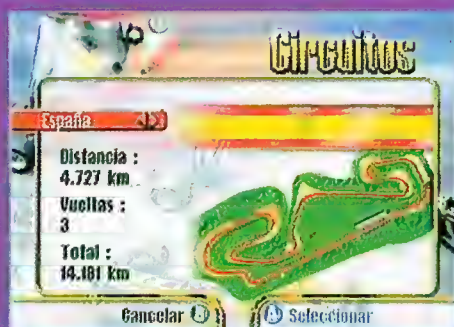 Circuitos
España
Distancia :
4.727 km
Vueltas :
3
Total :
14.181 km
Cancelar
Seleccionar